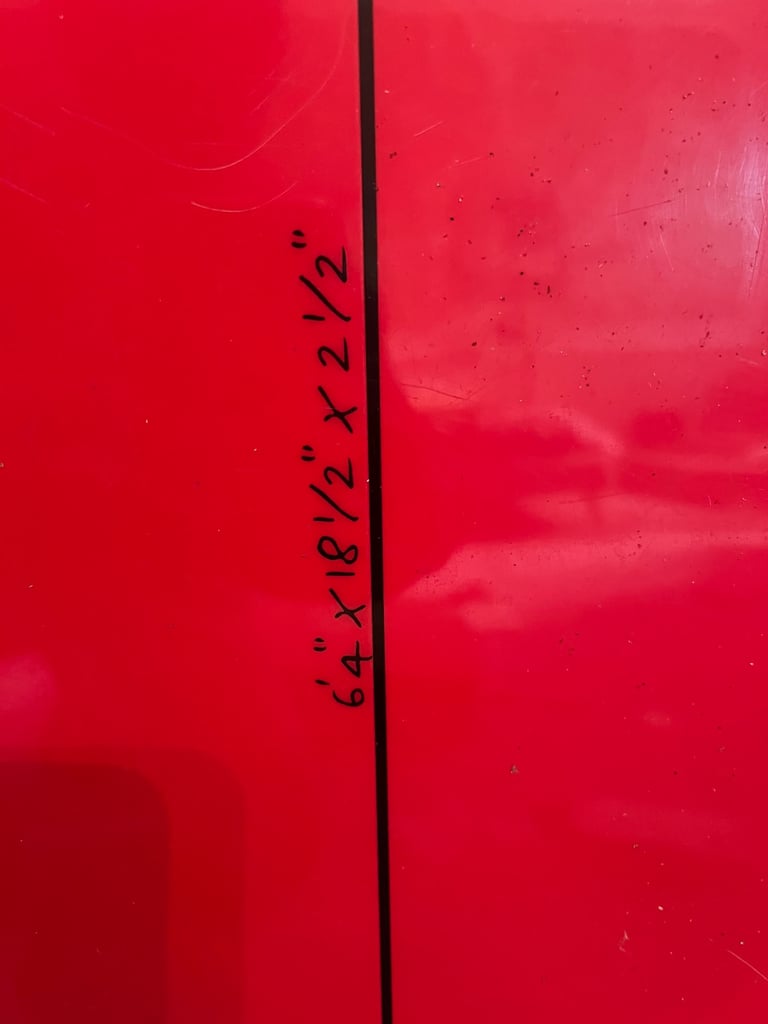 6'4" x 18 1/2" x 2 1/2"